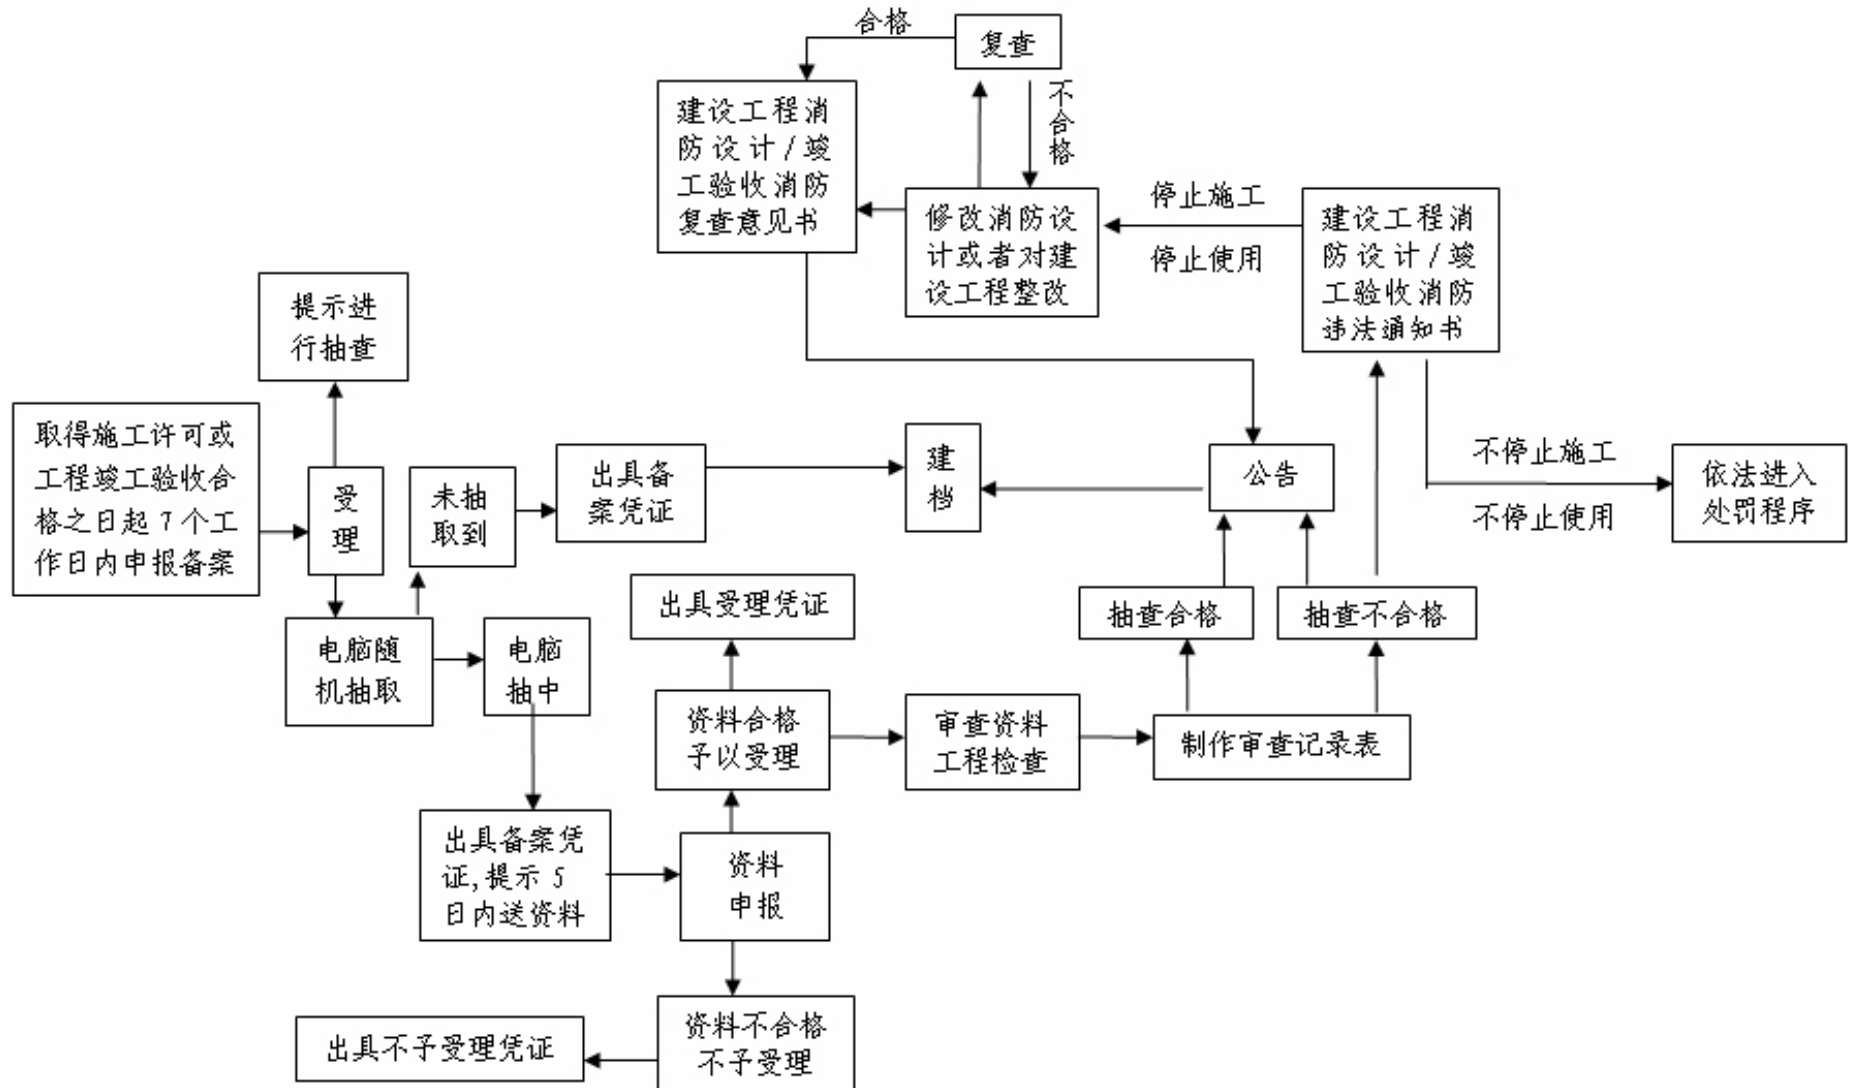 合格
复查
不合格
建设工程消
防设计/竣
工验收消防
复查意见书
修改消防设
计或者对建
设工程整改
停止施工
停止使用
建设工程消
防设计/竣
工验收消防
违法通知书
提示进
行抽查
取得施工许可或
工程竣工验收合
格之日起7个工
作日内申报备案
受
理
未抽
取到
出具备
案凭证
建
档
公告
不停止施工
不停止使用
依法进入
处罚程序
电脑随
机抽取
电脑
抽中
出具受理凭证
抽查合格
抽查不合格
资料合格
予以受理
审查资料
工程检查
制作审查记录表
出具备案凭
证,提示5
日内送资料
资料
申报
出具不予受理凭证
资料不合格
不予受理